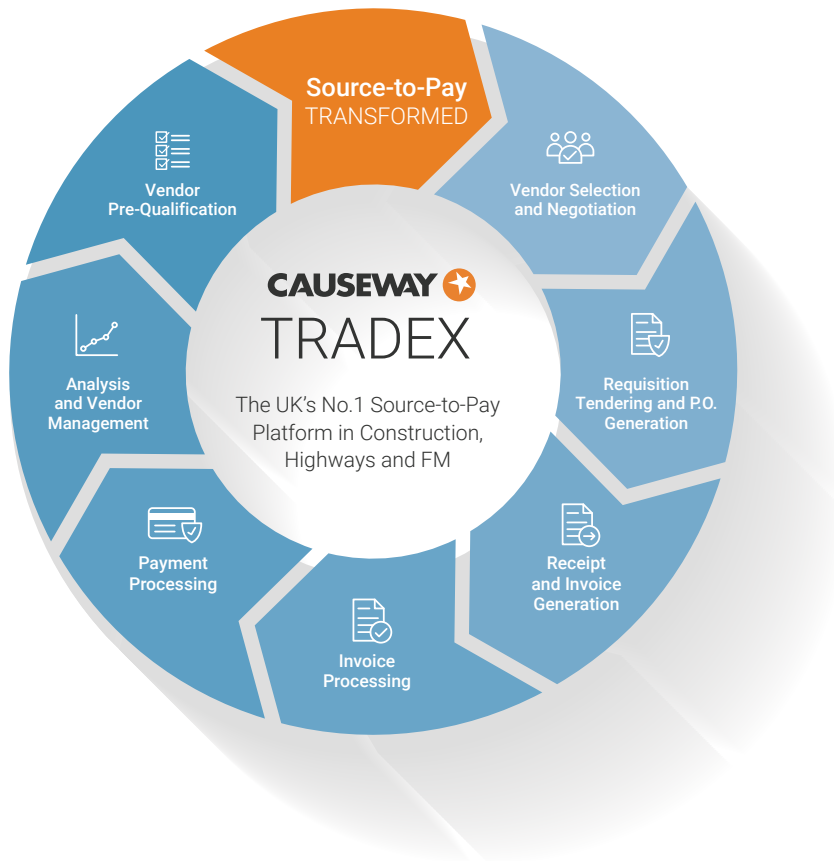 Source-to-Pay
TRANSFORMED
Vendor Selection
and Negotiation
Requisition
Tendering and P.O.
Generation
Receipt
and Invoice
Generation
Invoice
Processing
Payment
Processing
Analysis
and Vendor
Management
Vendor
Pre-Qualification
CAUSEWAY
TRADEX
The UK's No.1 Source-to-Pay
Platform in Construction,
Highways and FM